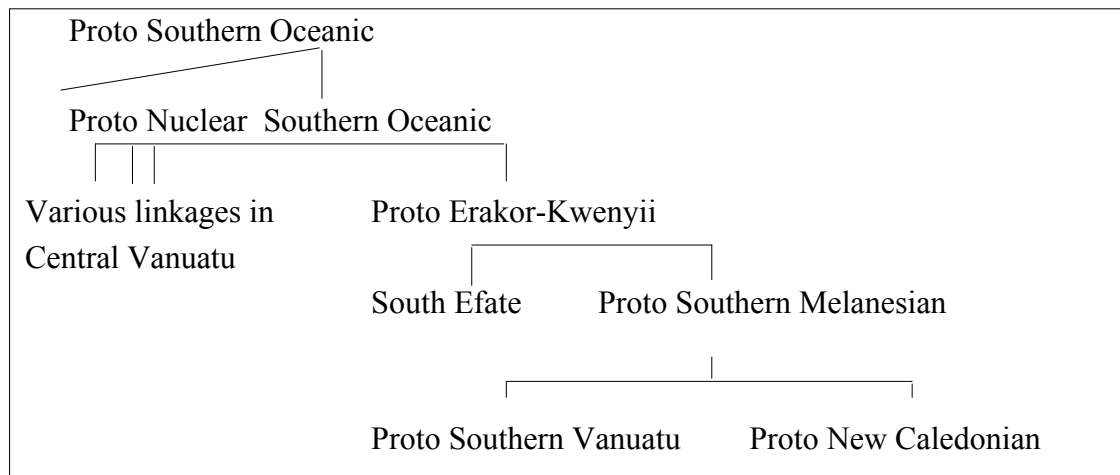 Proto Southern Oceanic
Proto Nuclear Southern Oceanic
Various linkages in
Central Vanuatu
Proto Erakor-Kwenyii
South Efate
Proto Southern Melanesian
Proto Southern Vanuatu
Proto New Caledonian